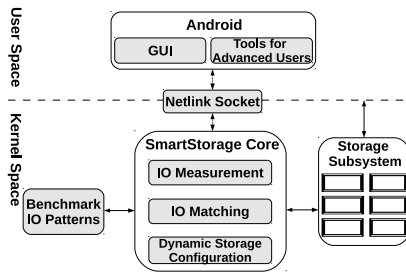 User Space
Android
GUI
Tools for
Advanced Users
Netlink Socket
Kernel Space
SmartStorage Core
IO Measurement
IO Matching
Dynamic Storage
Configuration
Benchmark
IO Patterns
Storage
Subsystem